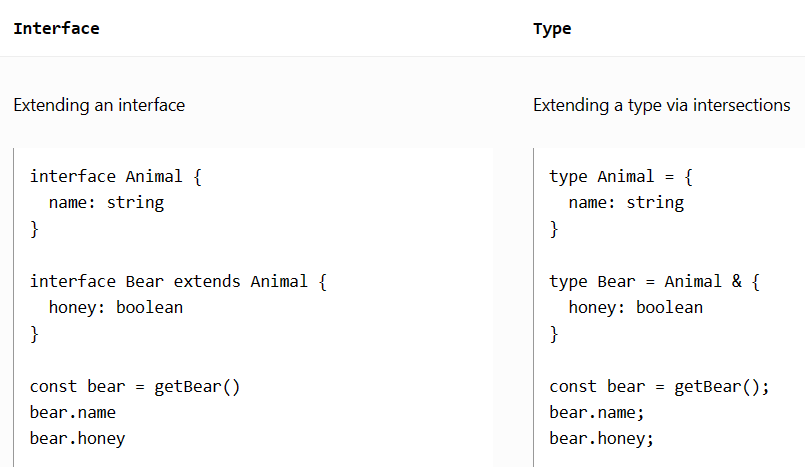 Interface
Type
Extending an interface
Extending a type via intersections
interface Animal {
  name: string
}

interface Bear extends Animal {
  honey: boolean
}

const bear = getBear()
bear.name
bear.honey

type Animal = {
  name: string
}

type Bear = Animal & {
  honey: boolean
}

const bear = getBear();
bear.name;
bear.honey;